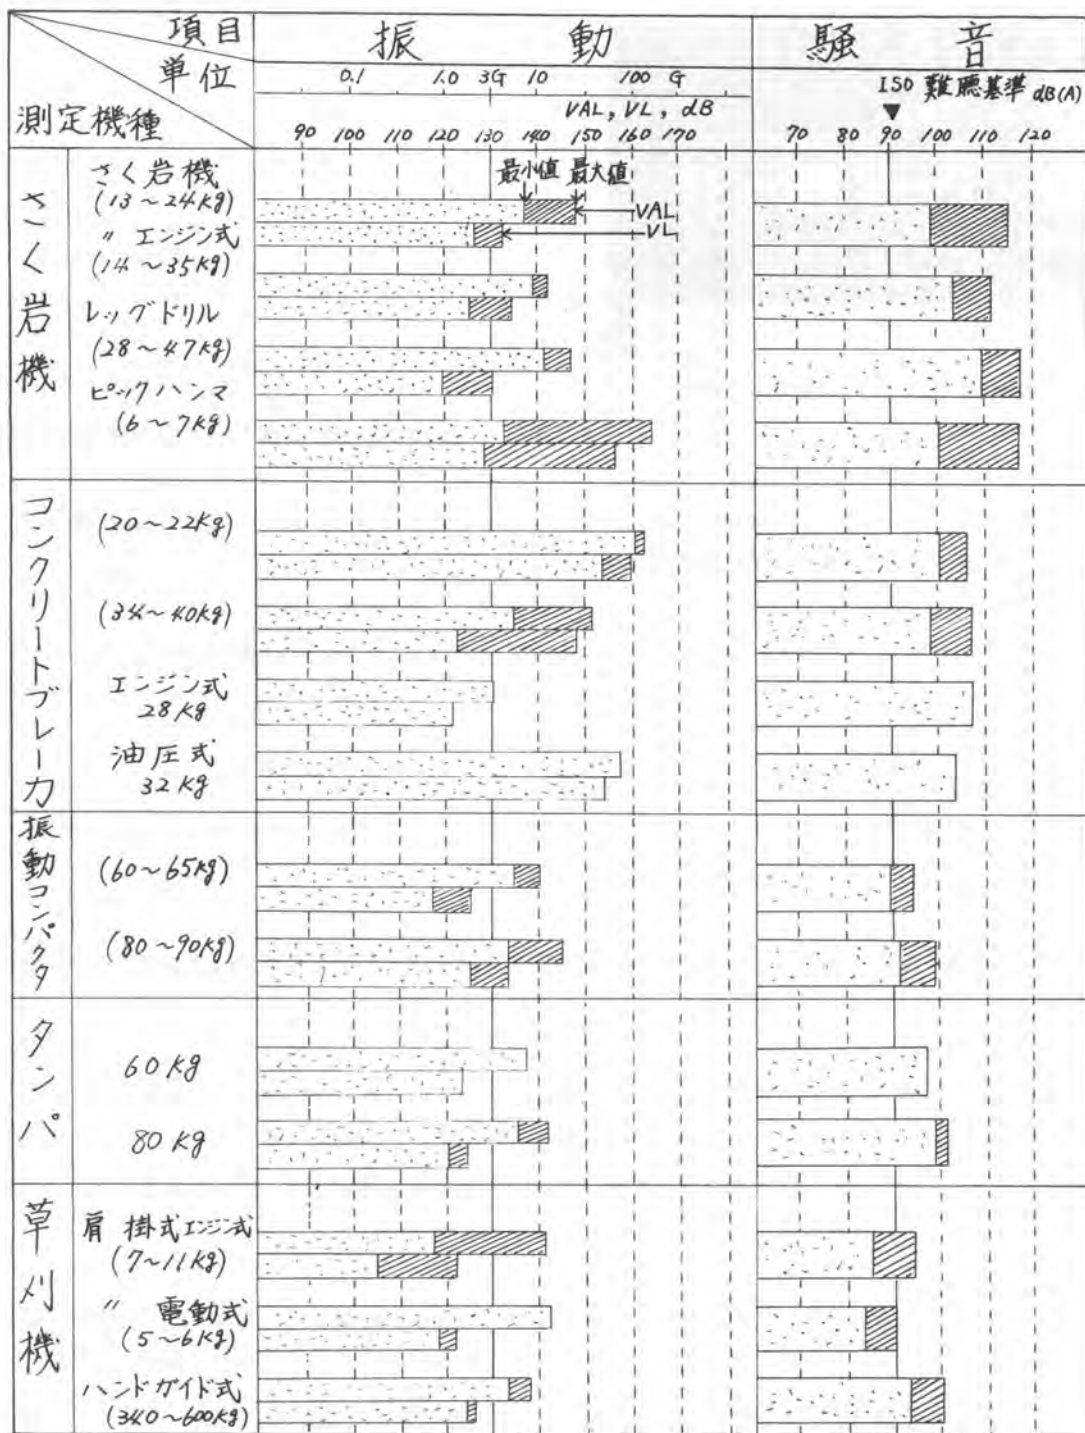 項目
単位
測定機種
振動
騒音
0.1 1.0 3G 10 100 G
VAL, VL, dB
90 100 110 120 130 140 150 160 170
ISO 難聴基準 dB(A)
▼
70 80 90 100 110 120
さく岩機
さく岩機
(13~24kg)
〃 エンジン式
(14~35kg)
レッグドリル
(28~47kg)
ピックハンマ
(6~7kg)
最小値 最大値
VAL
VL
コンクリートブレーカ
(20~22kg)
(34~40kg)
エンジン式
28kg
油圧式
32kg
振動コンパクタ
(60~65kg)
(80~90kg)
タンパ
60kg
80kg
草刈機
肩掛式エンジン式
(7~11kg)
〃 電動式
(5~6kg)
ハンドガイド式
(340~600kg)